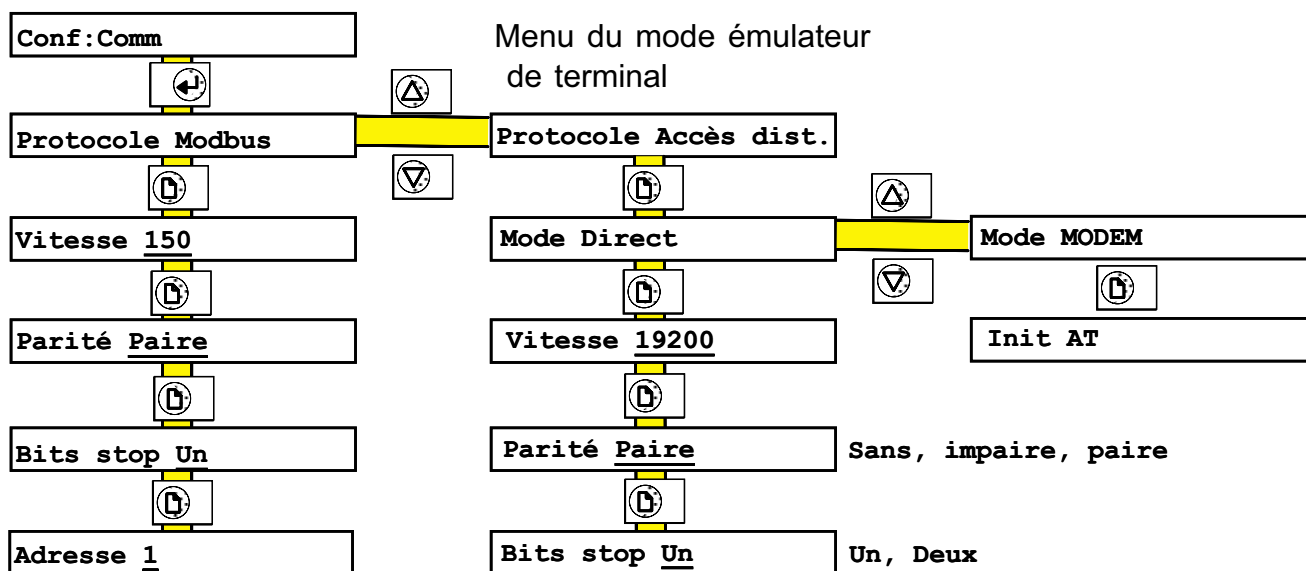 Conf:Comm
Menu du mode émulateur
de terminal
Protocole Modbus
Protocole Accès dist.
Vitesse 150
Mode Direct
Mode MODEM
Parité Paire
Vitesse 19200
Init AT
Bits stop Un
Parité Paire
Sans, impaire, paire
Adresse 1
Bits stop Un
Un, Deux